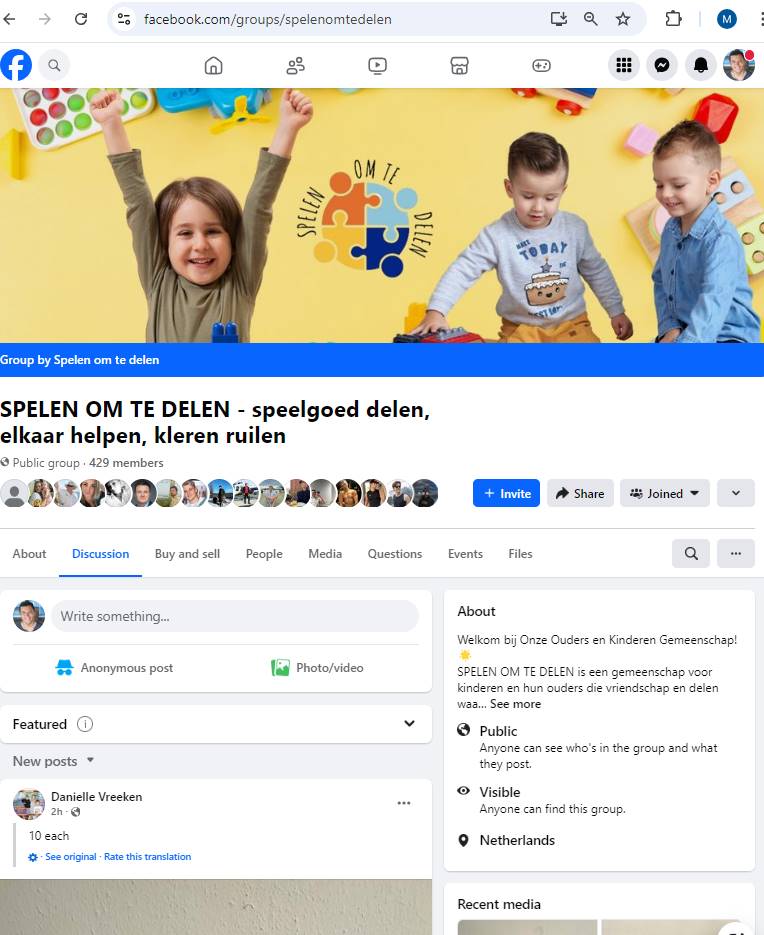 facebook.com/groups/spelenomtedelen
M
SPELEN OM TE DELEN
TODAY
Group by Spelen om te delen
SPELEN OM TE DELEN - speelgoed delen,
elkaar helpen, kleren ruilen
Public group · 429 members
+ Invite
Share
Joined
About
Discussion
Buy and sell
People
Media
Questions
Events
Files
Write something...
Anonymous post
Photo/video
Featured
New posts
Danielle Vreeken
2h ·
10 each
· See original · Rate this translation
About
Welkom bij Onze Ouders en Kinderen Gemeenschap!
🌟
SPELEN OM TE DELEN is een gemeenschap voor
kinderen en hun ouders die vriendschap en delen
waa... See more
Public
Anyone can see who's in the group and what
they post.
Visible
Anyone can find this group.
Netherlands
Recent media